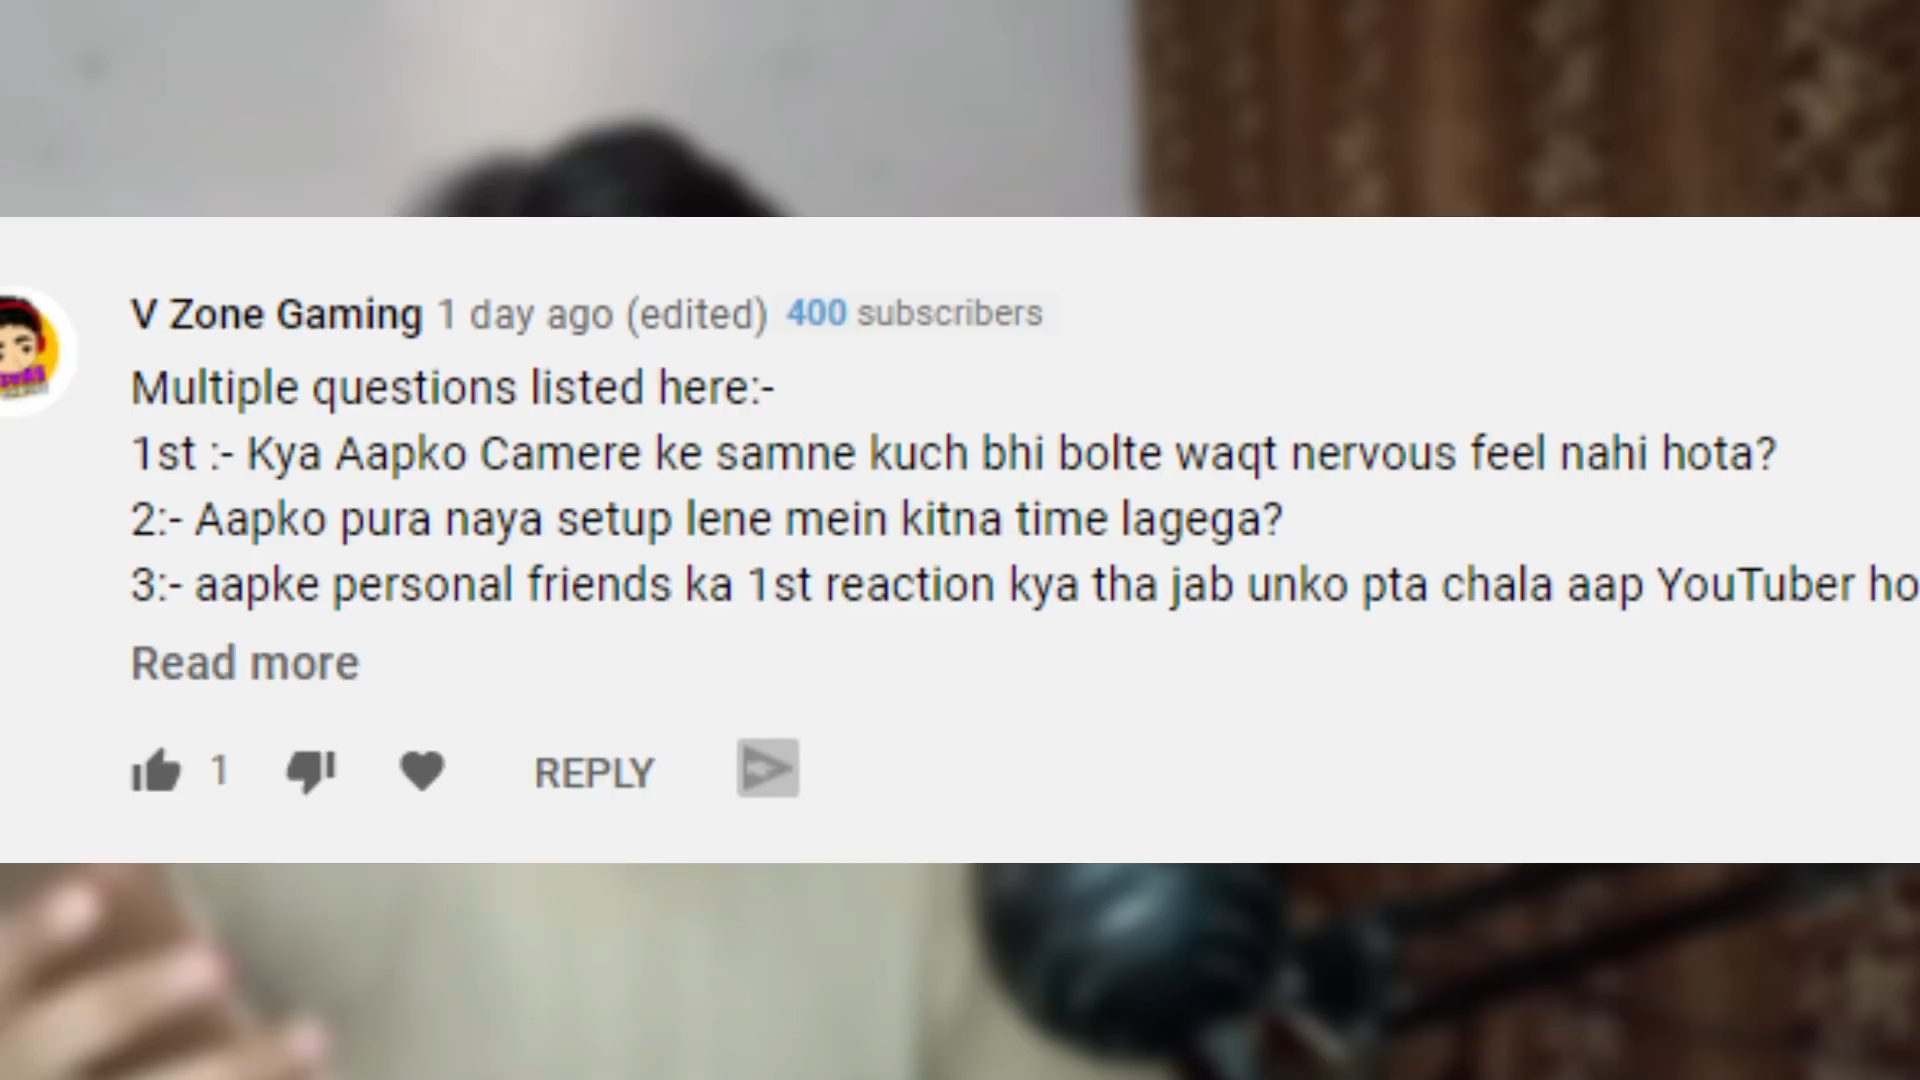 V Zone Gaming 1 day ago (edited) 400 subscribers
Multiple questions listed here:-
1st :- Kya Aapko Camere ke samne kuch bhi bolte waqt nervous feel nahi hota?
2:- Aapko pura naya setup lene mein kitna time lagega?
3:- aapke personal friends ka 1st reaction kya tha jab unko pta chala aap YouTuber ho
Read more
1 REPLY